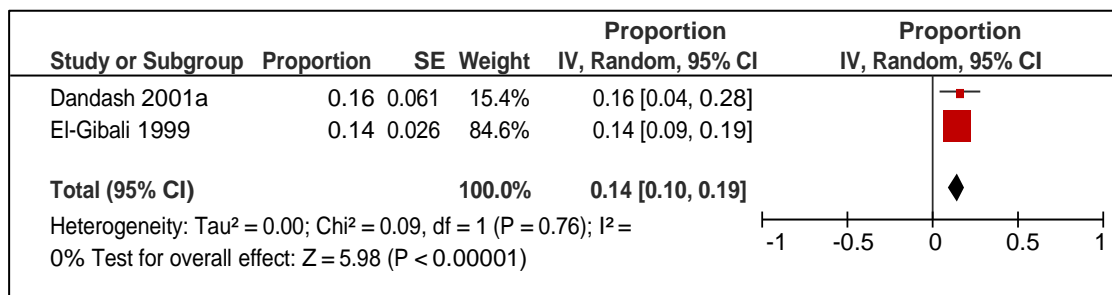 Proportion Proportion
Study or Subgroup Proportion SE Weight IV, Random, 95% CI IV, Random, 95% CI
Dandash 2001a 0.16 0.061 15.4% 0.16 [0.04, 0.28]
El-Gibali 1999 0.14 0.026 84.6% 0.14 [0.09, 0.19]
Total (95% CI) 100.0% 0.14 [0.10, 0.19]
Heterogeneity: Tau² = 0.00; Chi² = 0.09, df = 1 (P = 0.76); I² =
0% Test for overall effect: Z = 5.98 (P < 0.00001)
-1 -0.5 0 0.5 1